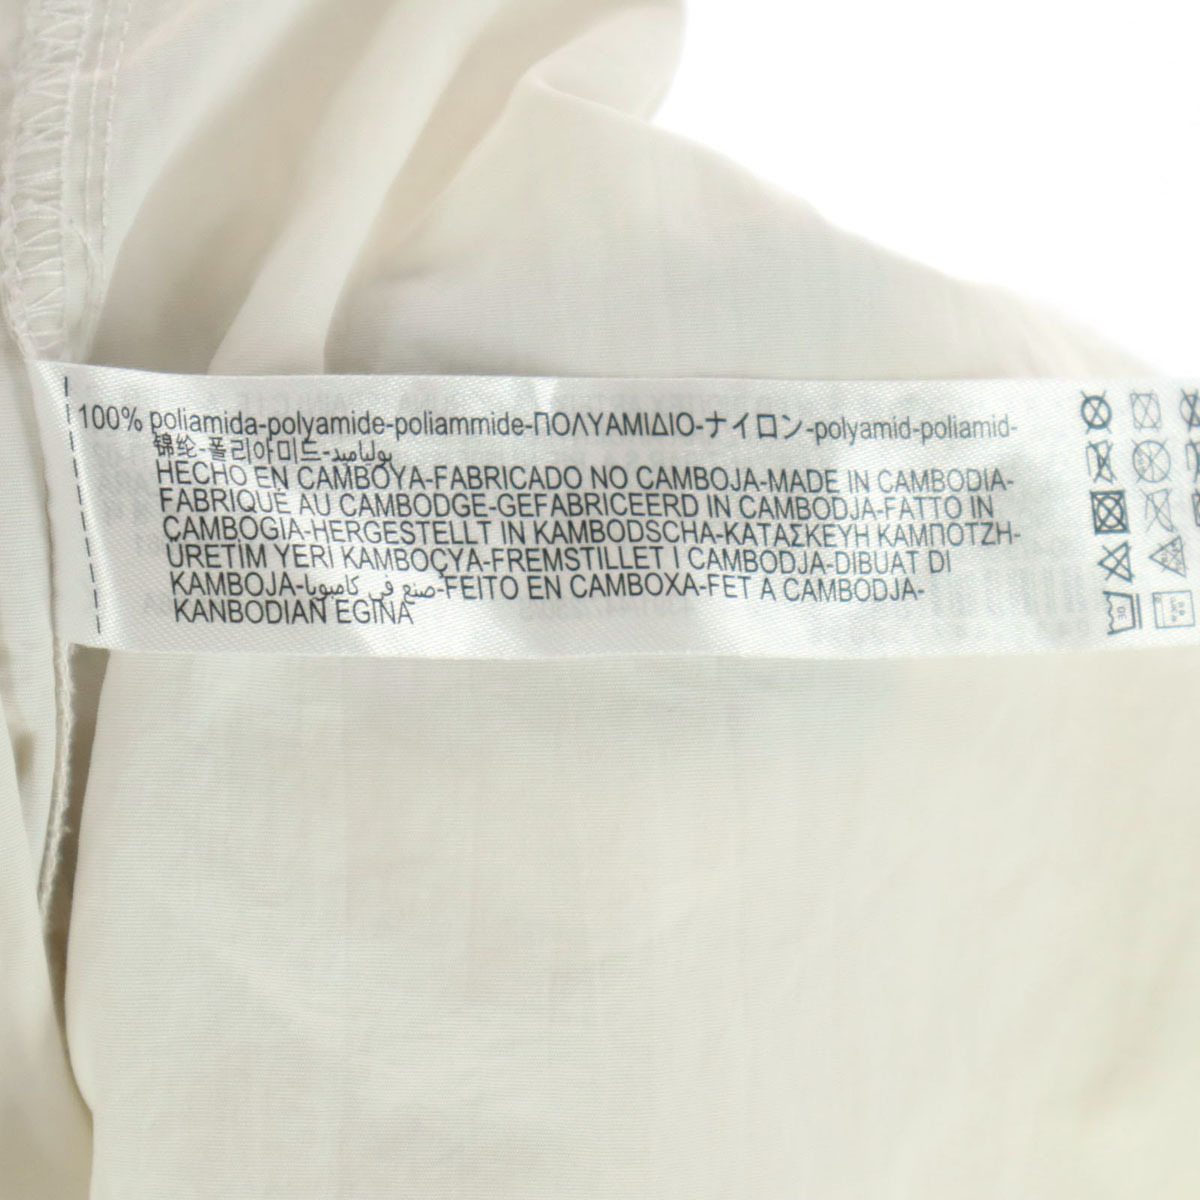 100% poliamida-polyamide-poliammide-ΠΟΛΥΑΜΙΔΙΟ-ナイロン-polyamid-poliamid-
锦纶-폴리아미드-بولياميد
HECHO EN CAMBOYA-FABRICADO NO CAMBOJA-MADE IN CAMBODIA-
FABRIQUÉ AU CAMBODGE-GEFABRICEERD IN CAMBODJA-FATTO IN
CAMBOGIA-HERGESTELLT IN KAMBODSCHA-ΚΑΤΑΣΚΕΥΗ ΚΑΜΠΟΤΖΗ-
ÜRETİM YERİ KAMBOÇYA-FREMSTILLET I CAMBODJA-DIBUAT DI
KAMBOJA-صنع في كامبوديا-FEITO EN CAMBOXA-FET A CAMBODJA-
KANBODIAN EGINA